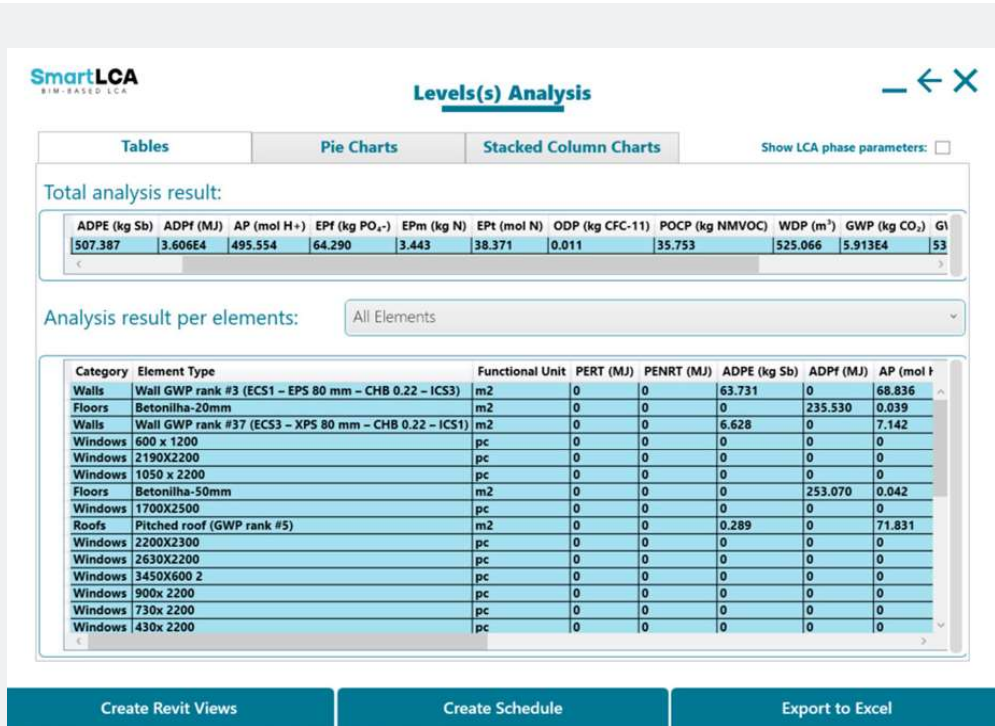 SmartLCA
BIM-BASED LCA
Levels(s) Analysis
Tables Pie Charts Stacked Column Charts Show LCA phase parameters:
Total analysis result:
ADPE (kg Sb) ADPf (MJ) AP (mol H+) EPf (kg PO₄-) EPm (kg N) EPt (mol N) ODP (kg CFC-11) POCP (kg NMVOC) WDP (m³) GWP (kg CO₂)
507.387 3.606E4 495.554 64.290 3.443 38.371 0.011 35.753 525.066 5.913E4 53
Analysis result per elements: All Elements
Category Element Type Functional Unit PERT (MJ) PENRT (MJ) ADPE (kg Sb) ADPf (MJ) AP (mol
Walls Wall GWP rank #3 (ECS1 – EPS 80 mm – CHB 0.22 – ICS3) m2 0 0 63.731 0 68.836
Floors Betonilha-20mm m2 0 0 0 235.530 0.039
Walls Wall GWP rank #37 (ECS3 – XPS 80 mm – CHB 0.22 – ICS1) m2 0 0 6.628 0 7.142
Windows 600 x 1200 pc 0 0 0 0 0
Windows 2190X2200 pc 0 0 0 0 0
Windows 1050 x 2200 pc 0 0 0 0 0
Floors Betonilha-50mm m2 0 0 0 253.070 0.042
Windows 1700X2500 pc 0 0 0 0 0
Roofs Pitched roof (GWP rank #5) m2 0 0 0.289 0 71.831
Windows 2200X2300 pc 0 0 0 0 0
Windows 2630X2200 pc 0 0 0 0 0
Windows 3450X600 2 pc 0 0 0 0 0
Windows 900x 2200 pc 0 0 0 0 0
Windows 730x 2200 pc 0 0 0 0 0
Windows 430x 2200 pc 0 0 0 0 0
Create Revit Views Create Schedule Export to Excel